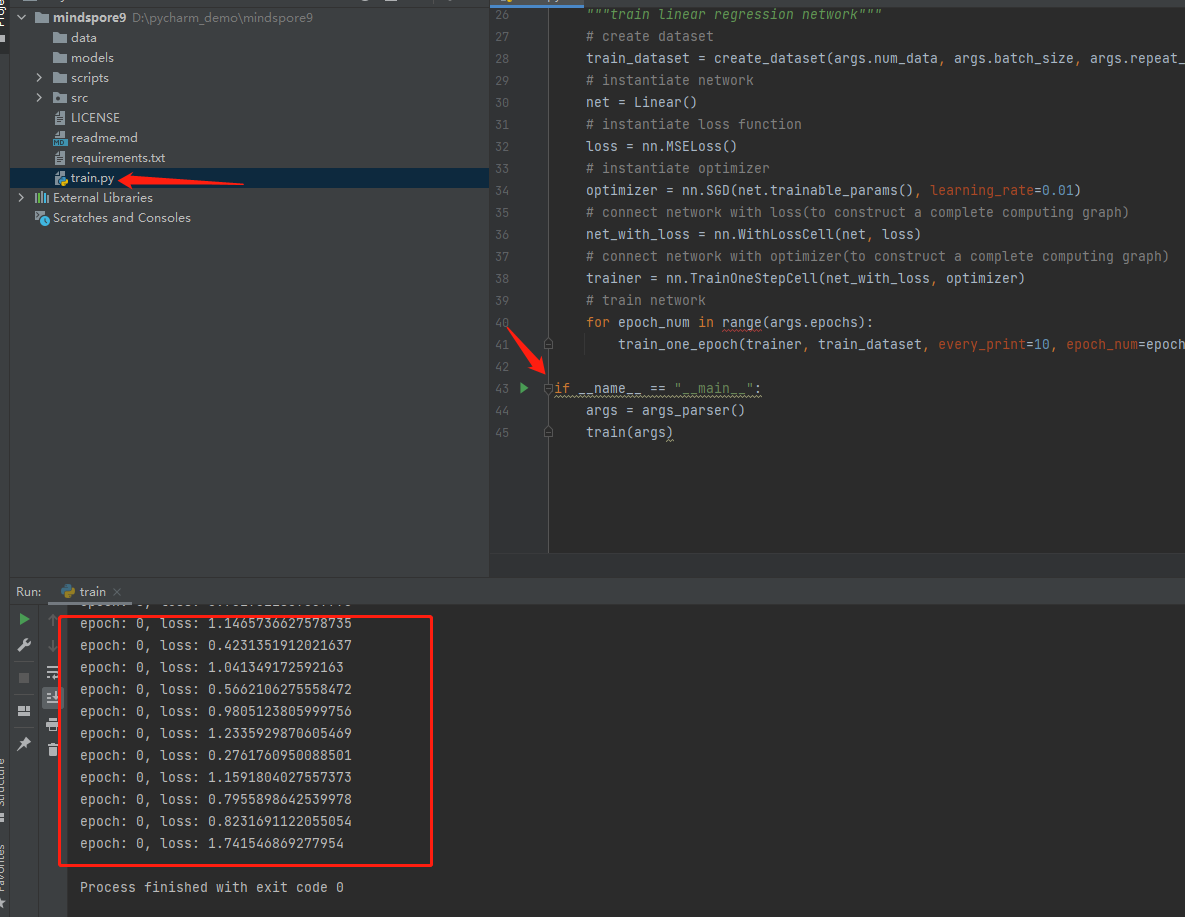 mindspore9 D:\pycharm_demo\mindspore9
data
models
scripts
src
LICENSE
readme.md
requirements.txt
train.py
External Libraries
Scratches and Consoles
26 """train linear regression network"""
27 # create dataset
28 train_dataset = create_dataset(args.num_data, args.batch_size, args.repeat_
29 # instantiate network
30 net = Linear()
31 # instantiate loss function
32 loss = nn.MSELoss()
33 # instantiate optimizer
34 optimizer = nn.SGD(net.trainable_params(), learning_rate=0.01)
35 # connect network with loss(to construct a complete computing graph)
36 net_with_loss = nn.WithLossCell(net, loss)
37 # connect network with optimizer(to construct a complete computing graph)
38 trainer = nn.TrainOneStepCell(net_with_loss, optimizer)
39 # train network
40 for epoch_num in range(args.epochs):
41 train_one_epoch(trainer, train_dataset, every_print=10, epoch_num=epoch
42
43 if __name__ == "__main__":
44 args = args_parser()
45 train(args)
Run: train
epoch: 0, loss: 1.1465736627578735
epoch: 0, loss: 0.4231351912021637
epoch: 0, loss: 1.041349172592163
epoch: 0, loss: 0.5662106275558472
epoch: 0, loss: 0.9805123805999756
epoch: 0, loss: 1.2335929870605469
epoch: 0, loss: 0.2761760950088501
epoch: 0, loss: 1.1591804027557373
epoch: 0, loss: 0.7955898642539978
epoch: 0, loss: 0.8231691122055054
epoch: 0, loss: 1.741546869277954
Process finished with exit code 0